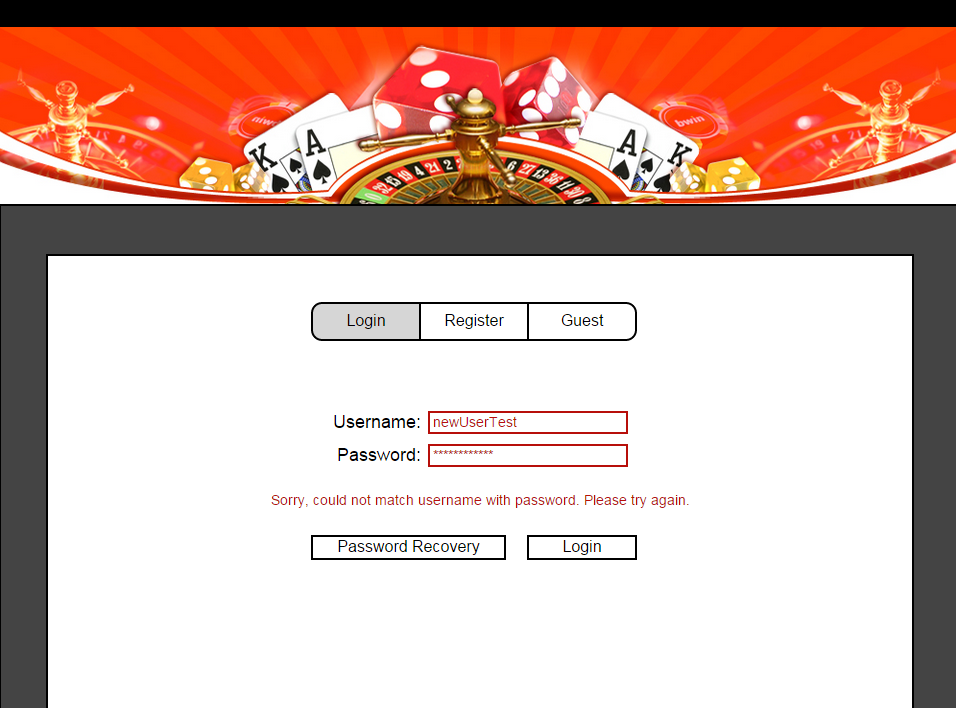 K A
A K
bwin
Login Register Guest
Username: newUserTest
Password: ************
Sorry, could not match username with password. Please try again.
Password Recovery Login